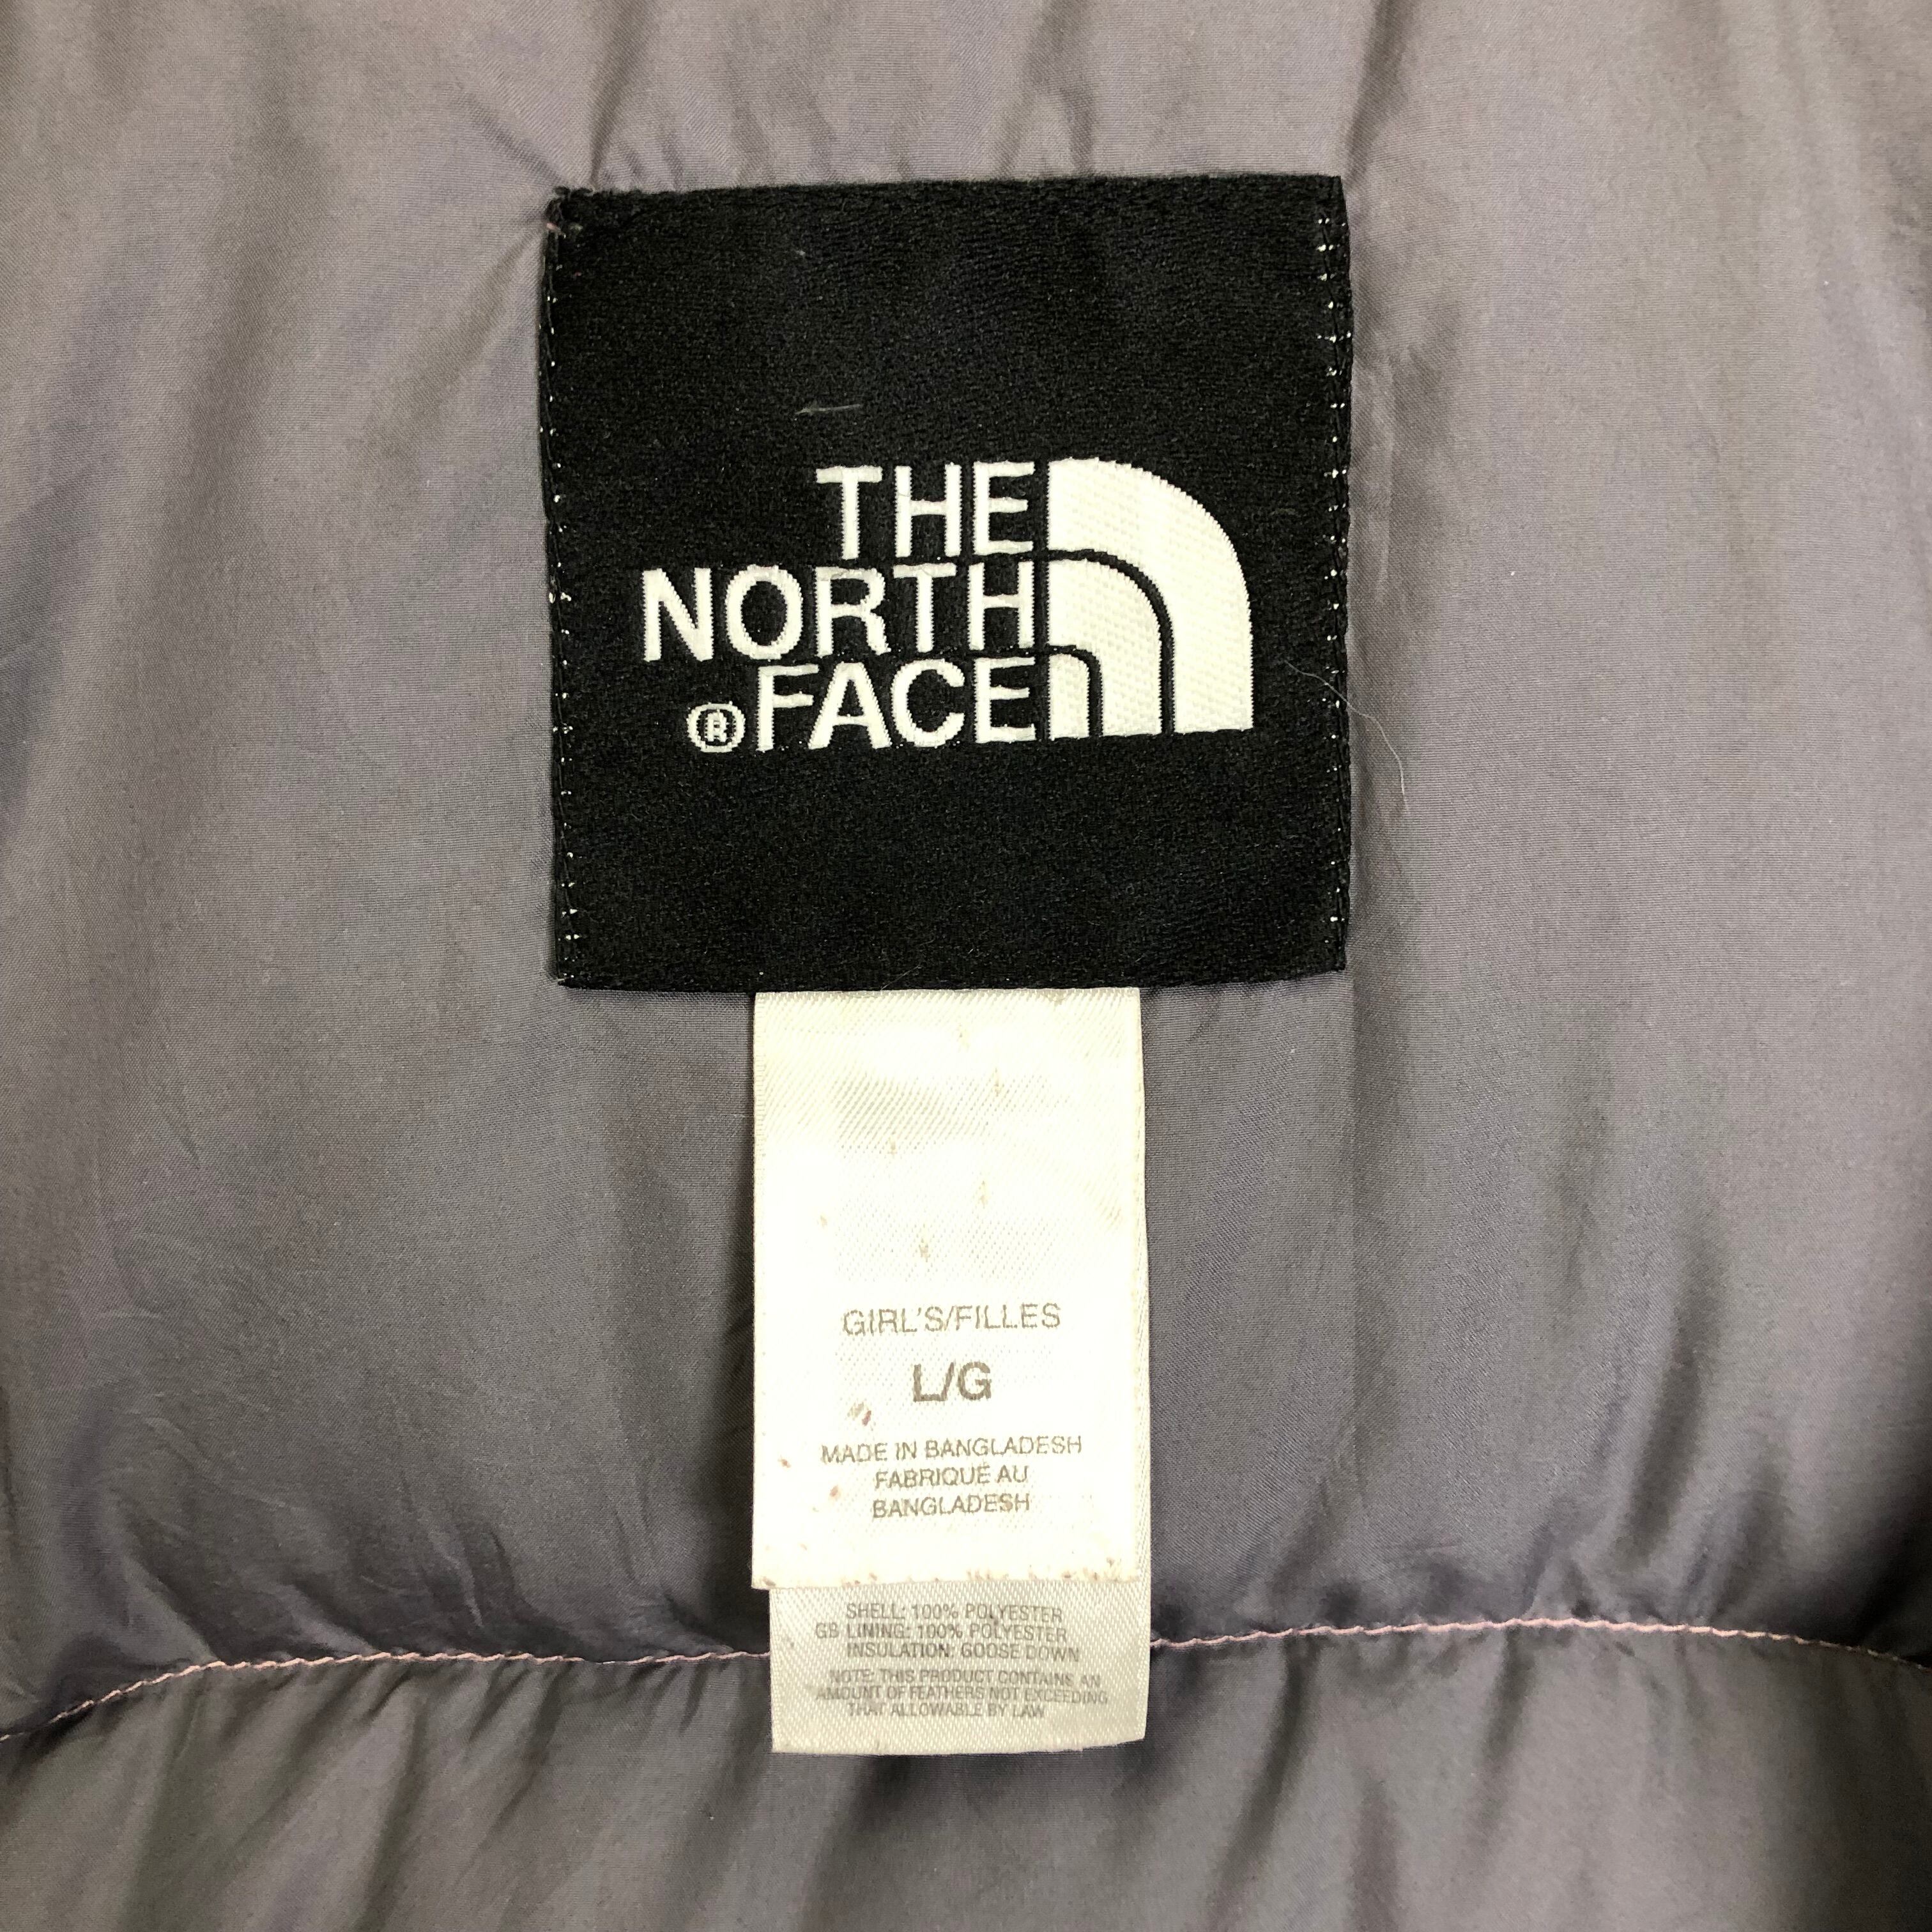 THE
NORTH
® FACE
GIRL'S/FILLES
L/G
MADE IN BANGLADESH
FABRIQUÉ AU
BANGLADESH
SHELL: 100% POLYESTER
GB LINING: 100% POLYESTER
INSULATION: GOOSE DOWN
NOTE: THIS PRODUCT CONTAINS AN
AMOUNT OF FEATHERS NOT EXCEEDING
THAT ALLOWABLE BY LAW